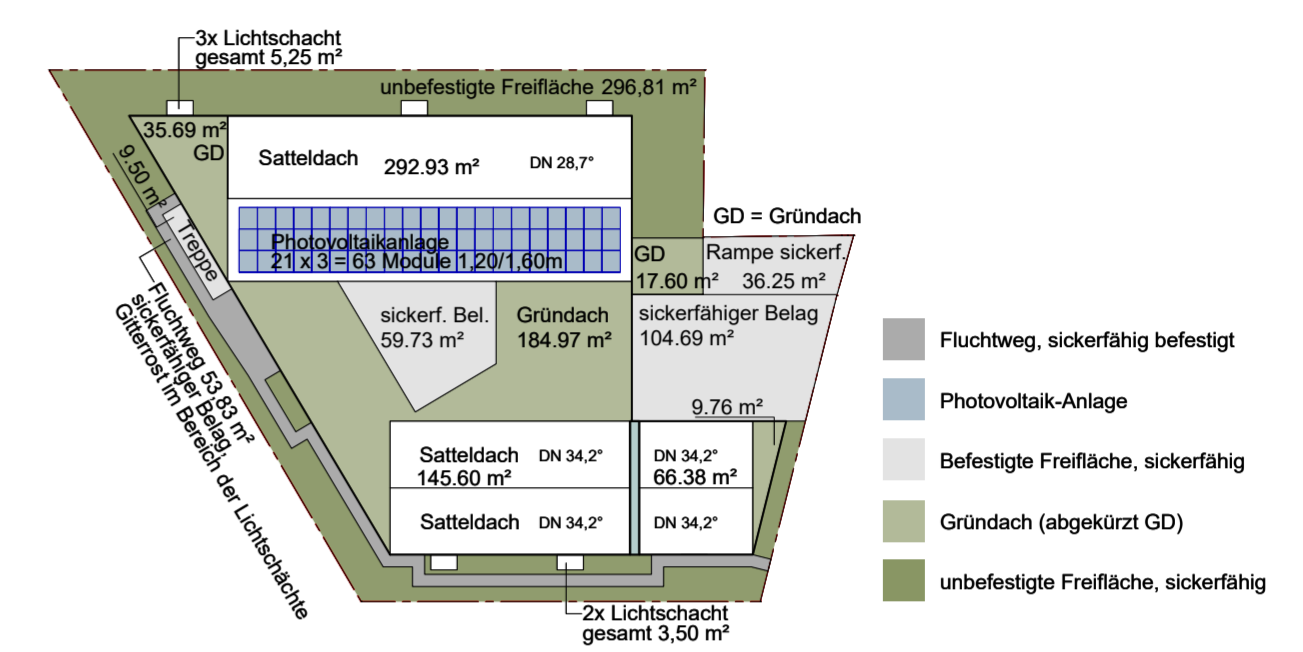 3x Lichtschacht
gesamt 5,25 m²
unbefestigte Freifläche 296,81 m²
35.69 m²
GD
9.50 m²
Satteldach 292.93 m² DN 28,7°
Treppe
Photovoltaikanlage
21 x 3 = 63 Module 1,20/1,60m
GD = Gründach
GD
17.60 m²
Rampe sickerf.
36.25 m²
sickerf. Bel.
59.73 m²
Gründach
184.97 m²
sickerfähiger Belag
104.69 m²
9.76 m²
Fluchtweg 53,83 m²
sickerfähiger Belag,
Gitterrost im Bereich der Lichtschächte
Satteldach DN 34,2°
145.60 m²
DN 34,2°
66.38 m²
Satteldach DN 34,2°
DN 34,2°
2x Lichtschacht
gesamt 3,50 m²
Fluchtweg, sickerfähig befestigt
Photovoltaik-Anlage
Befestigte Freifläche, sickerfähig
Gründach (abgekürzt GD)
unbefestigte Freifläche, sickerfähig